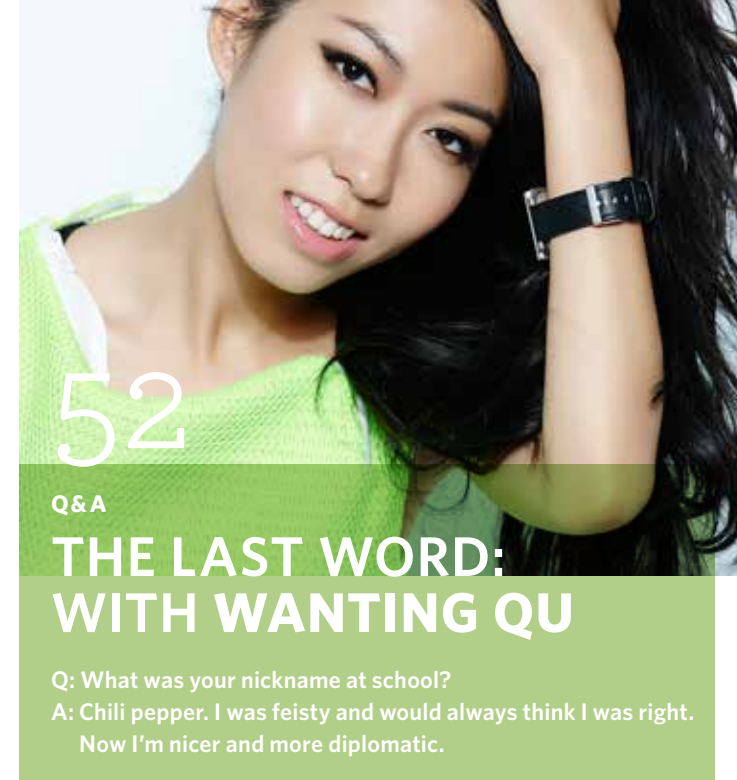 52
Q&A
THE LAST WORD:
WITH WANTING QU
Q: What was your nickname at school?
A: Chili pepper. I was feisty and would always think I was right.
Now I'm nicer and more diplomatic.